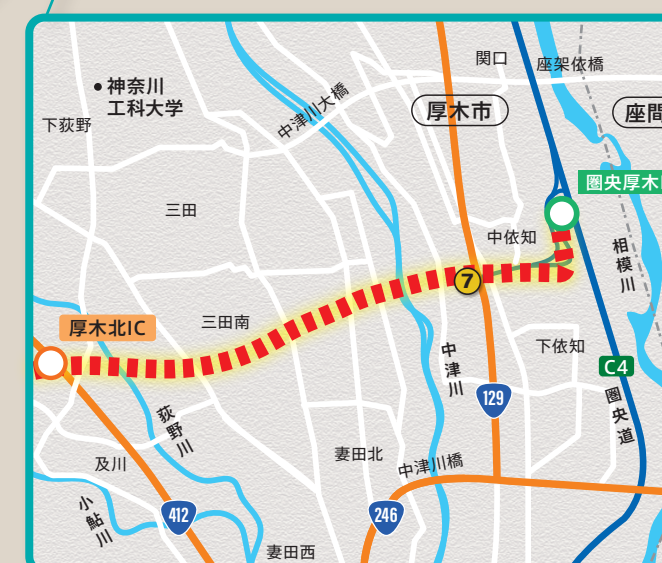 関口
座架依橋
神奈川
工科大学
中津川大橋
厚木市
座間
下荻野
圏央厚木
三田
中依知
相模川
7
厚木北IC
三田南
中津川
下依知
C4
129
圏央道
荻野川
妻田北
中津川橋
及川
小鮎川
412
246
妻田西